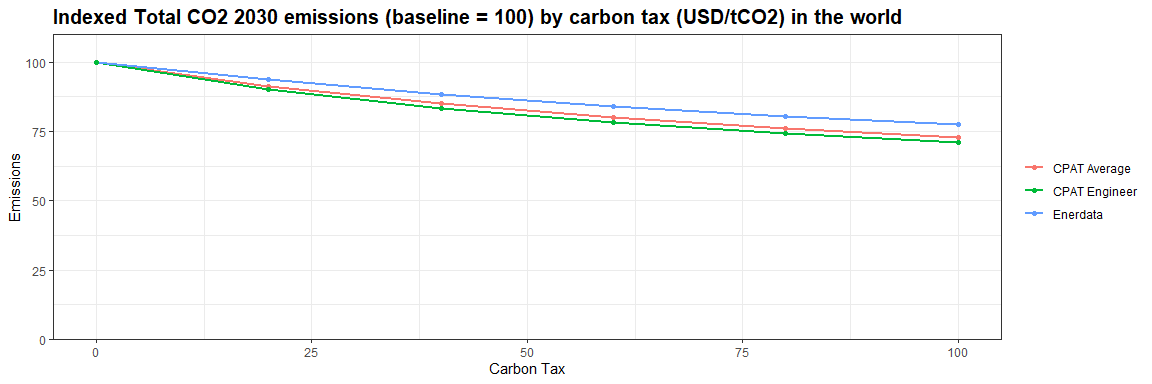 Indexed Total CO2 2030 emissions (baseline = 100) by carbon tax (USD/tCO2) in the world
Emissions
100
75
50
25
0
0 25 50 75 100
Carbon Tax
CPAT Average
CPAT Engineer
Enerdata